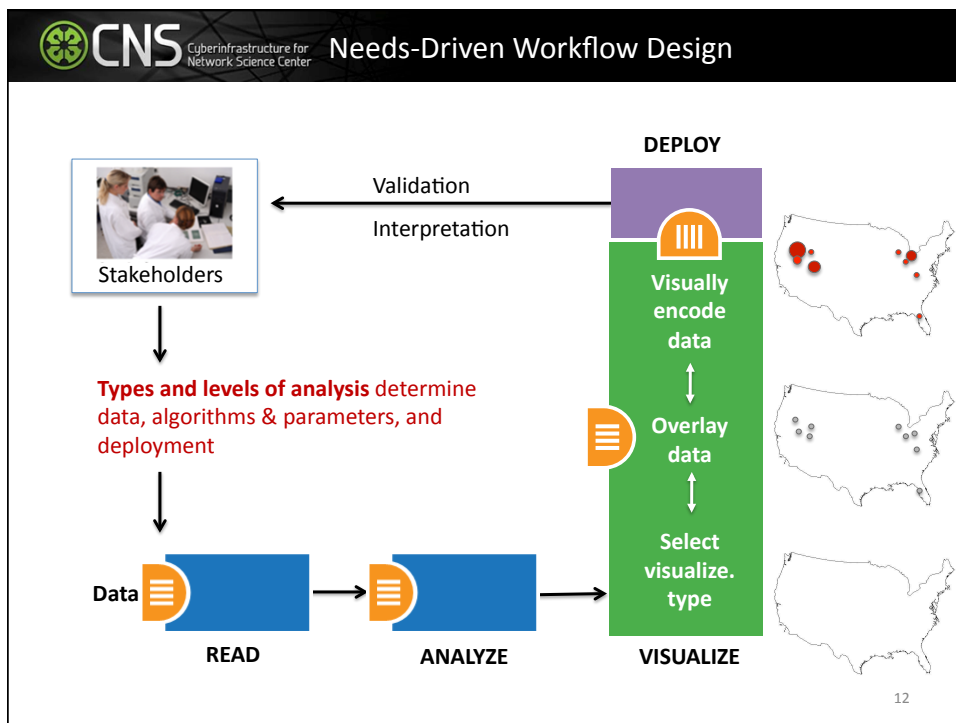 CNS Cyberinfrastructure for
Network Science Center
Needs-Driven Workflow Design
DEPLOY
Validation
Interpretation
Stakeholders
Types and levels of analysis determine
data, algorithms & parameters, and
deployment
Visually
encode
data
Overlay
data
Select
visualize.
type
Data
READ
ANALYZE
VISUALIZE
12